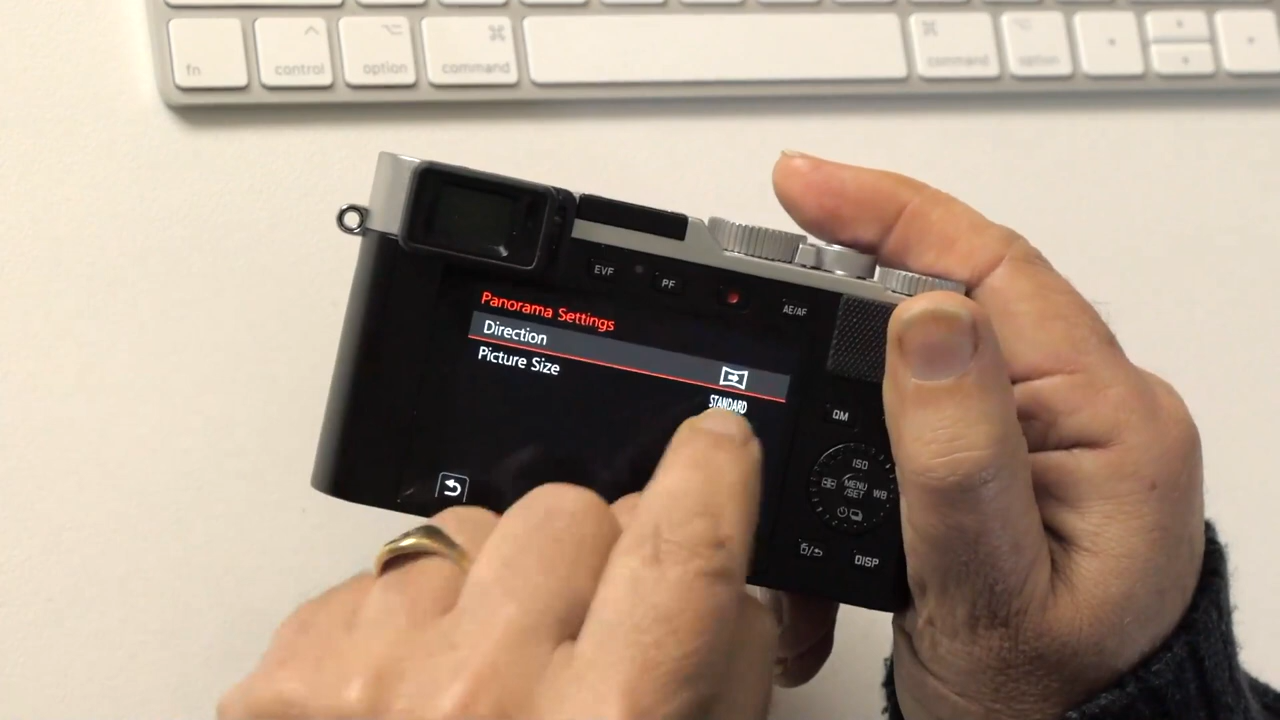 fn
control
option
command
command
option
EVF
PF
AE/AF
Panorama Settings
Direction
Picture Size
STANDARD
QM
ISO
MENU
/SET
WB
DISP